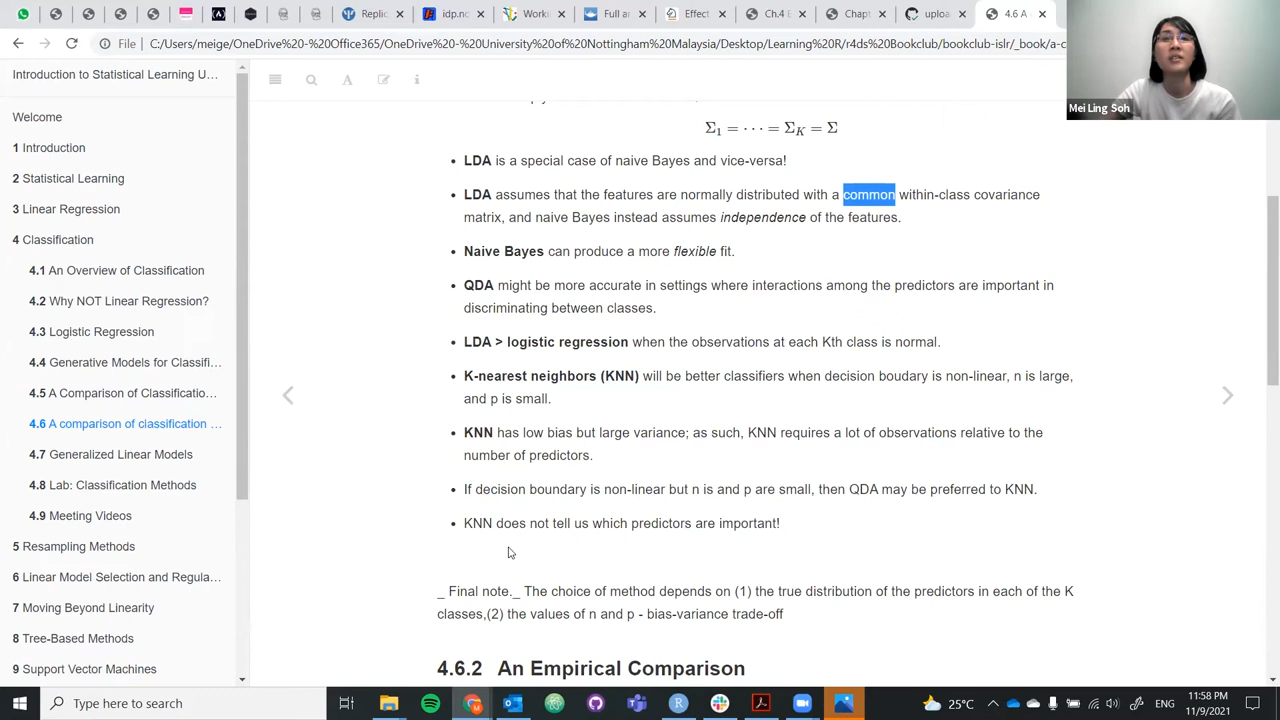 Replic
idp.nc
Workin
Full ai
Effect
Ch.4 E
Chapt
uploa
4.6 A
File
C:/Users/meige/OneDrive%20-%20Office365/OneDrive%20-%20University%20of%20Nottingham%20Malaysia/Desktop/Learning%20R/r4ds%20Bookclub/bookclub-islr/_book/a-c
Mei Ling Soh
Introduction to Statistical Learning U...
Welcome
1 Introduction
2 Statistical Learning
3 Linear Regression
4 Classification
4.1 An Overview of Classification
4.2 Why NOT Linear Regression?
4.3 Logistic Regression
4.4 Generative Models for Classifi...
4.5 A Comparison of Classificatio...
4.6 A comparison of classification ...
4.7 Generalized Linear Models
4.8 Lab: Classification Methods
4.9 Meeting Videos
5 Resampling Methods
6 Linear Model Selection and Regula...
7 Moving Beyond Linearity
8 Tree-Based Methods
9 Support Vector Machines
Σ1 = ··· = ΣK = Σ
• LDA is a special case of naive Bayes and vice-versa!
• LDA assumes that the features are normally distributed with a common within-class covariance
matrix, and naive Bayes instead assumes independence of the features.
• Naive Bayes can produce a more flexible fit.
• QDA might be more accurate in settings where interactions among the predictors are important in
discriminating between classes.
• LDA > logistic regression when the observations at each Kth class is normal.
• K-nearest neighbors (KNN) will be better classifiers when decision boudary is non-linear, n is large,
and p is small.
• KNN has low bias but large variance; as such, KNN requires a lot of observations relative to the
number of predictors.
• If decision boundary is non-linear but n is and p are small, then QDA may be preferred to KNN.
• KNN does not tell us which predictors are important!
_ Final note._ The choice of method depends on (1) the true distribution of the predictors in each of the K
classes,(2) the values of n and p - bias-variance trade-off
4.6.2 An Empirical Comparison
Type here to search
25°C
ENG
11:58 PM
11/9/2021